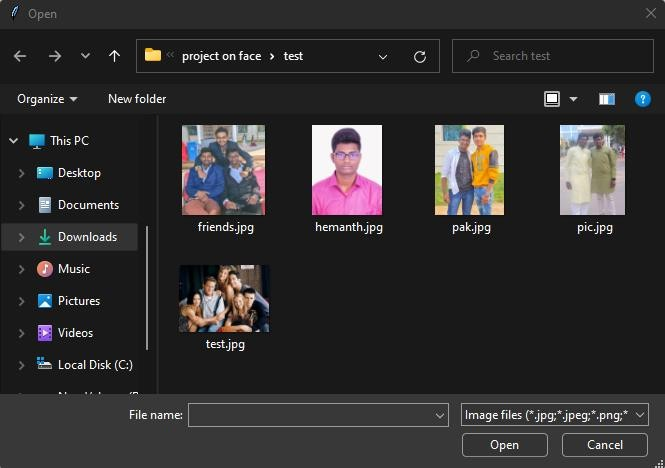 Open
project on face > test
Search test
Organize
New folder
This PC
Desktop
Documents
Downloads
Music
Pictures
Videos
Local Disk (C:)
friends.jpg
hemanth.jpg
pak.jpg
pic.jpg
test.jpg
File name:
Image files (*.jpg;*.jpeg;*.png;*
Open
Cancel